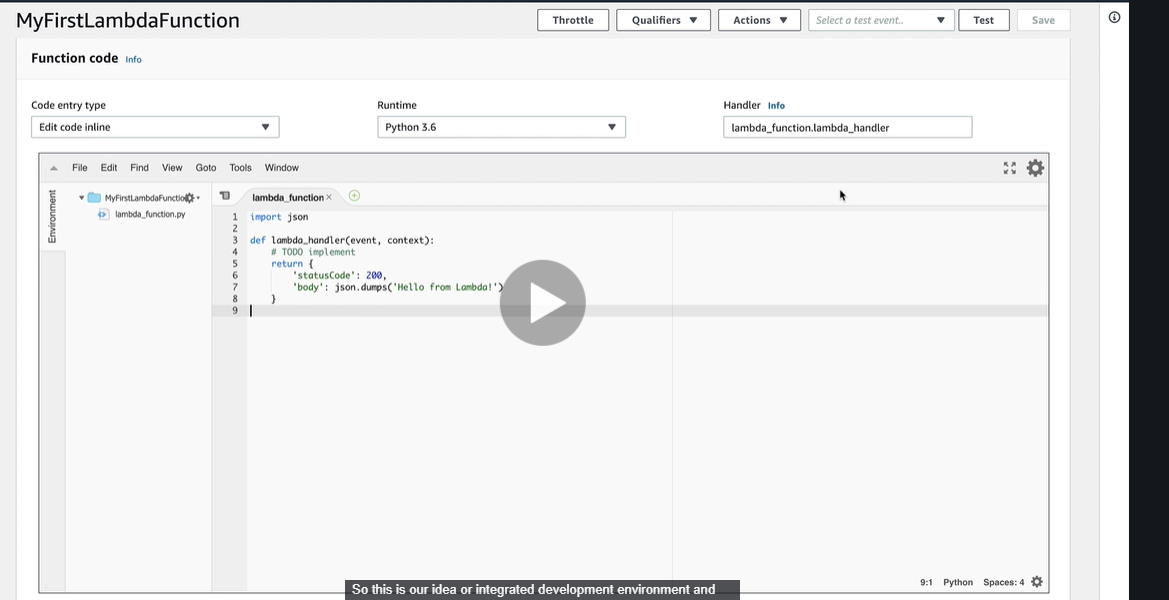 MyFirstLambdaFunction
Throttle
Qualifiers
Actions
Select a test event..
Test
Save
Function code Info
Code entry type
Edit code inline
Runtime
Python 3.6
Handler Info
lambda_function.lambda_handler
File Edit Find View Goto Tools Window
Environment
MyFirstLambdaFunctio
lambda_function.py
lambda_function
1 import json
2
3 def lambda_handler(event, context):
4 # TODO implement
5 return {
6 'statusCode': 200,
7 'body': json.dumps('Hello from Lambda!')
8 }
9
9:1 Python Spaces: 4
So this is our idea or integrated development environment and